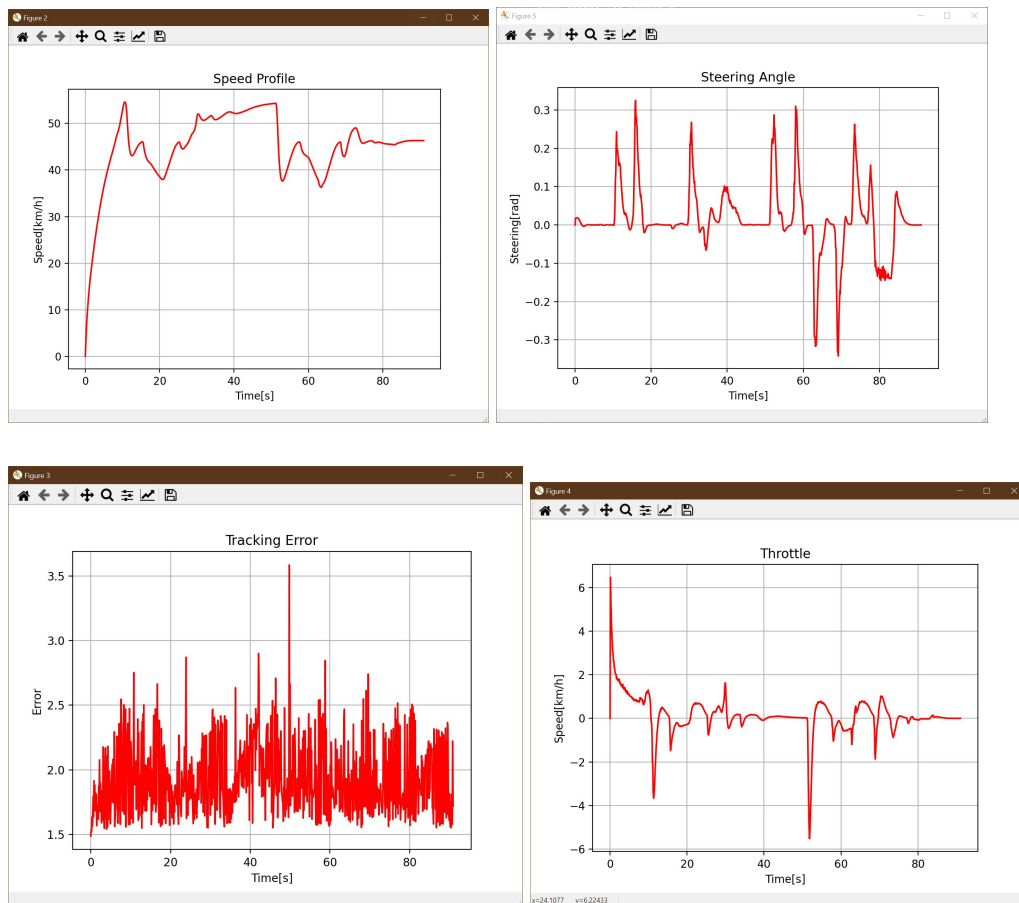 Figure 2
Speed Profile
50
40
30
20
10
0
Speed[km/h]
0 20 40 60 80
Time[s]
Figure 5
Steering Angle
0.3
0.2
0.1
0.0
−0.1
−0.2
−0.3
Steering[rad]
0 20 40 60 80
Time[s]
Figure 3
Tracking Error
3.5
3.0
2.5
2.0
1.5
Error
0 20 40 60 80
Time[s]
Figure 4
Throttle
6
4
2
0
−2
−4
−6
Speed[km/h]
0 20 40 60 80
Time[s]
x=24.1077 y=6.22433